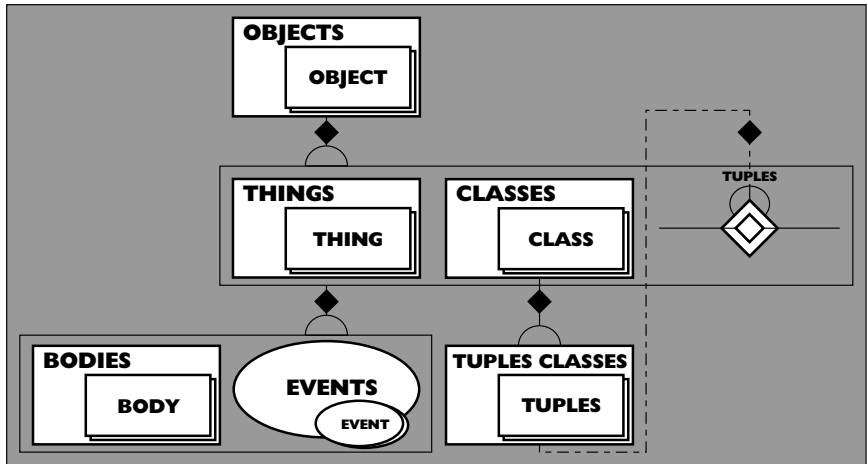 OBJECTS
OBJECT
TUPLES
THINGS
THING
CLASSES
CLASS
BODIES
BODY
EVENTS
EVENT
TUPLES CLASSES
TUPLES